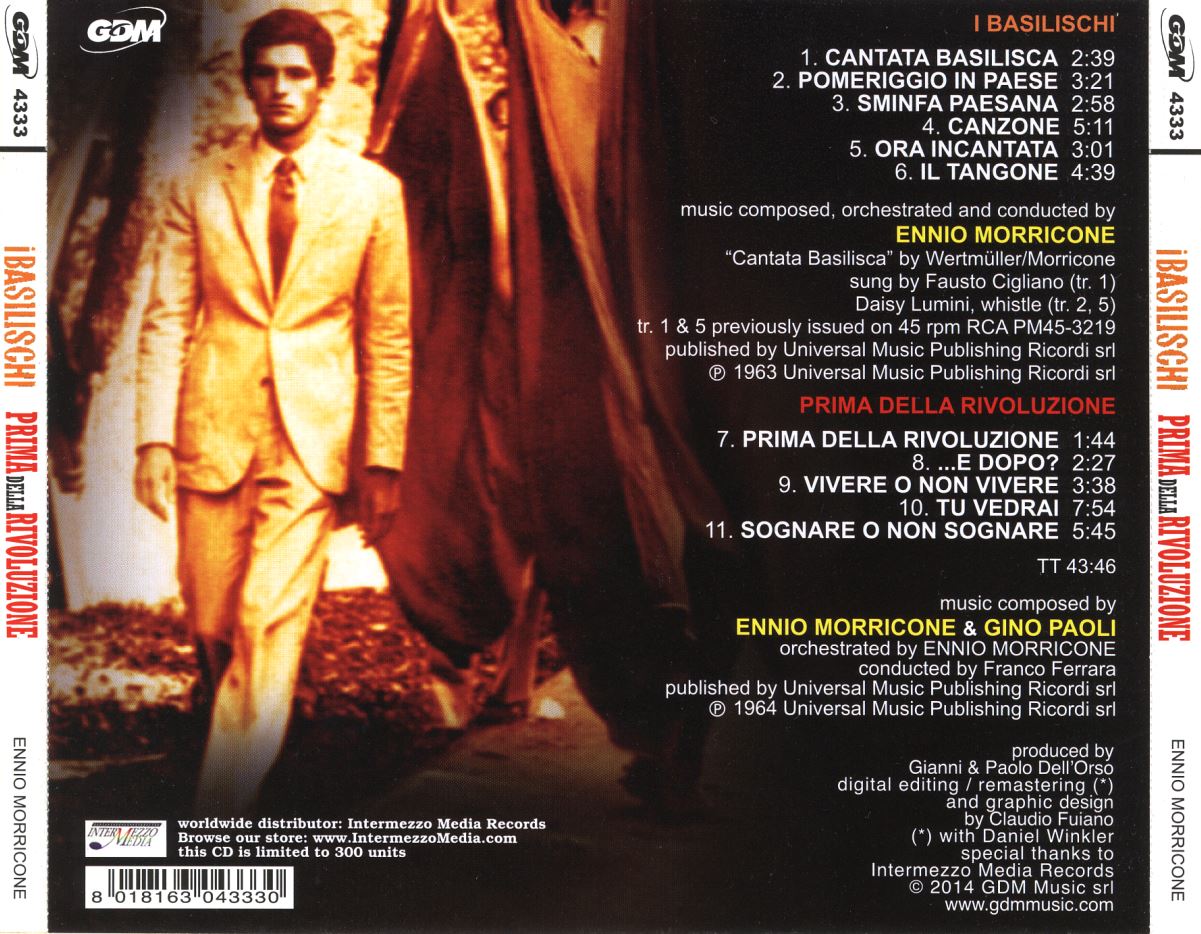 GDM
4333
i BASILISCHI
PRIMA DELLA RIVOLUZIONE
ENNIO MORRICONE
GDM
I BASILISCHI
1. CANTATA BASILISCA 2:39
2. POMERIGGIO IN PAESE 3:21
3. SMINFA PAESANA 2:58
4. CANZONE 5:11
5. ORA INCANTATA 3:01
6. IL TANGONE 4:39
music composed, orchestrated and conducted by
ENNIO MORRICONE
“Cantata Basilisca” by Wertmüller/Morricone
sung by Fausto Cigliano (tr. 1)
Daisy Lumini, whistle (tr. 2, 5)
tr. 1 & 5 previously issued on 45 rpm RCA PM45-3219
published by Universal Music Publishing Ricordi srl
℗ 1963 Universal Music Publishing Ricordi srl
PRIMA DELLA RIVOLUZIONE
7. PRIMA DELLA RIVOLUZIONE 1:44
8. ...E DOPO? 2:27
9. VIVERE O NON VIVERE 3:38
10. TU VEDRAI 7:54
11. SOGNARE O NON SOGNARE 5:45
TT 43:46
music composed by
ENNIO MORRICONE & GINO PAOLI
orchestrated by ENNIO MORRICONE
conducted by Franco Ferrara
published by Universal Music Publishing Ricordi srl
℗ 1964 Universal Music Publishing Ricordi srl
produced by
Gianni & Paolo Dell'Orso
digital editing / remastering (*)
and graphic design
by Claudio Fuiano
(*) with Daniel Winkler
special thanks to
Intermezzo Media Records
© 2014 GDM Music srl
www.gdmmusic.com
INTERMEZZO
MEDIA
worldwide distributor: Intermezzo Media Records
Browse our store: www.IntermezzoMedia.com
this CD is limited to 300 units
8 018163 043330
GDM
4333
i BASILISCHI
PRIMA DELLA RIVOLUZIONE
ENNIO MORRICONE